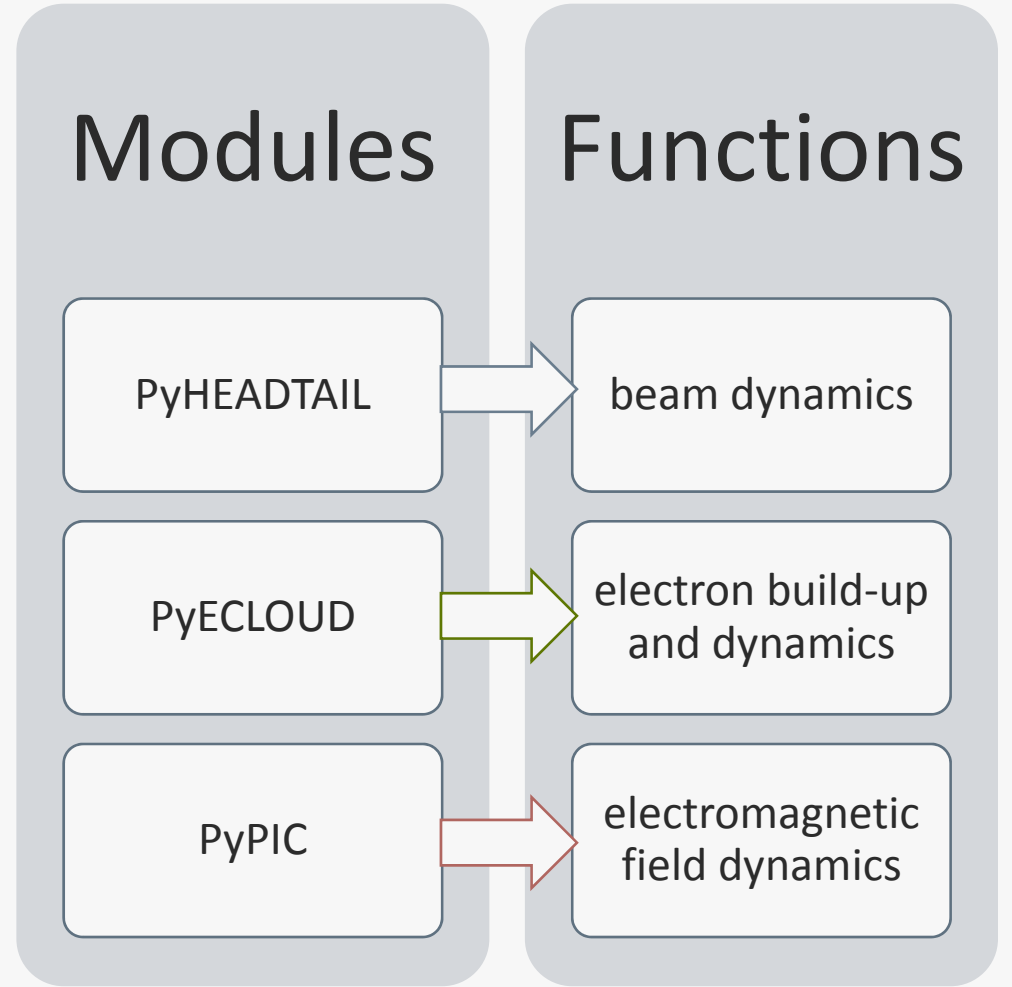 Modules
Functions
PyHEADTAIL
beam dynamics
PyECLOUD
electron build-up
and dynamics
PyPIC
electromagnetic
field dynamics